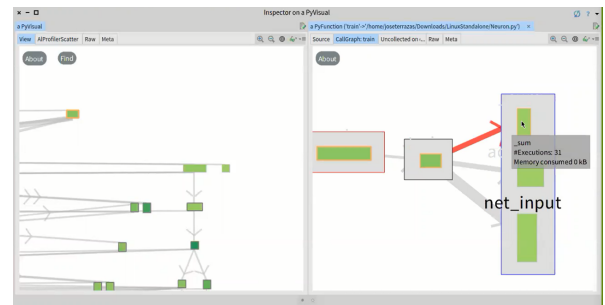 Inspector on a PyVisual
a PyVisual
a PyFunction ('train'->'/home/joseterrazas/Downloads/LinuxStandalone/Neuron.py')
View AIProfilerScatter Raw Meta
Source CallGraph: train Uncollected on Raw Meta
About Find
About
_sum
#Executions: 31
Memory consumed 0 kB
net_input